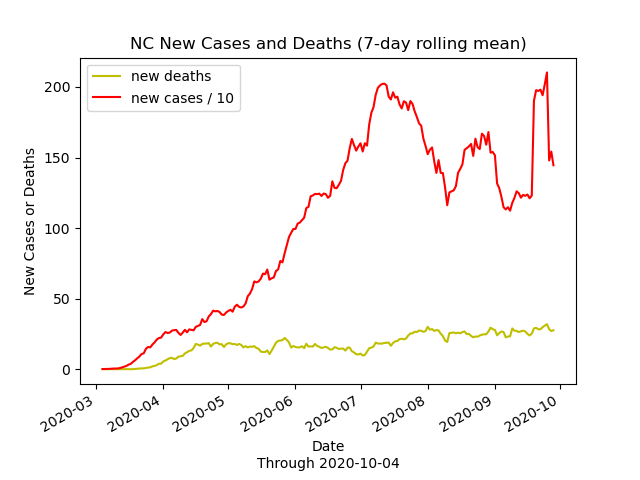 NC New Cases and Deaths (7-day rolling mean)
new deaths
new cases / 10
200
150
100
50
0
New Cases or Deaths
2020-03
2020-04
2020-05
2020-06
2020-07
2020-08
2020-09
2020-10
Date
Through 2020-10-04